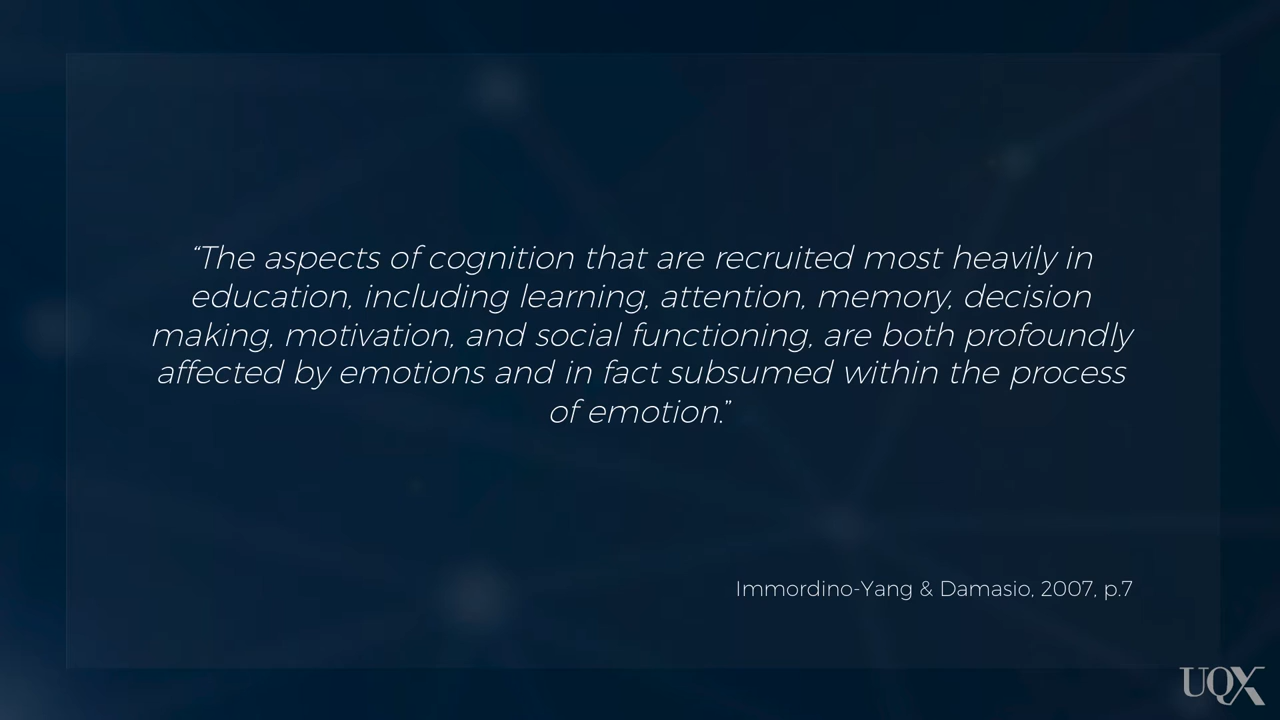 “The aspects of cognition that are recruited most heavily in
education, including learning, attention, memory, decision
making, motivation, and social functioning, are both profoundly
affected by emotions and in fact subsumed within the process
of emotion.”
Immordino-Yang & Damasio, 2007, p.7
UQX